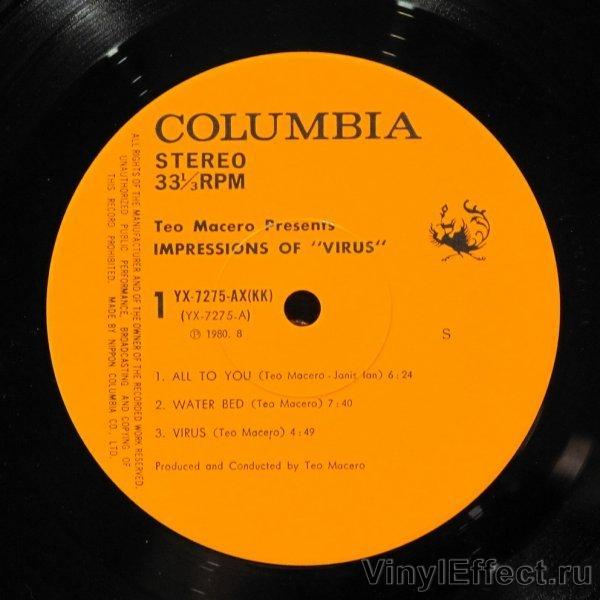 COLUMBIA
STEREO
33⅓RPM
Teo Macero Presents
IMPRESSIONS OF "VIRUS"
1
YX-7275-AX(KK)
(YX-7275-A)
Ⓟ 1980. 8
S
1. ALL TO YOU (Teo Macero - Janis Ian) 6:24
2. WATER BED (Teo Macero) 7:40
3. VIRUS (Teo Macero) 4:49
Produced and Conducted by Teo Macero
ALL RIGHTS OF THE MANUFACTURER AND OF THE OWNER OF THE RECORDED WORK RESERVED.
UNAUTHORIZED PUBLIC PERFORMANCE, BROADCASTING AND COPYING OF
THIS RECORD PROHIBITED. MADE BY NIPPON COLUMBIA CO. LTD.
VinylEffect.ru